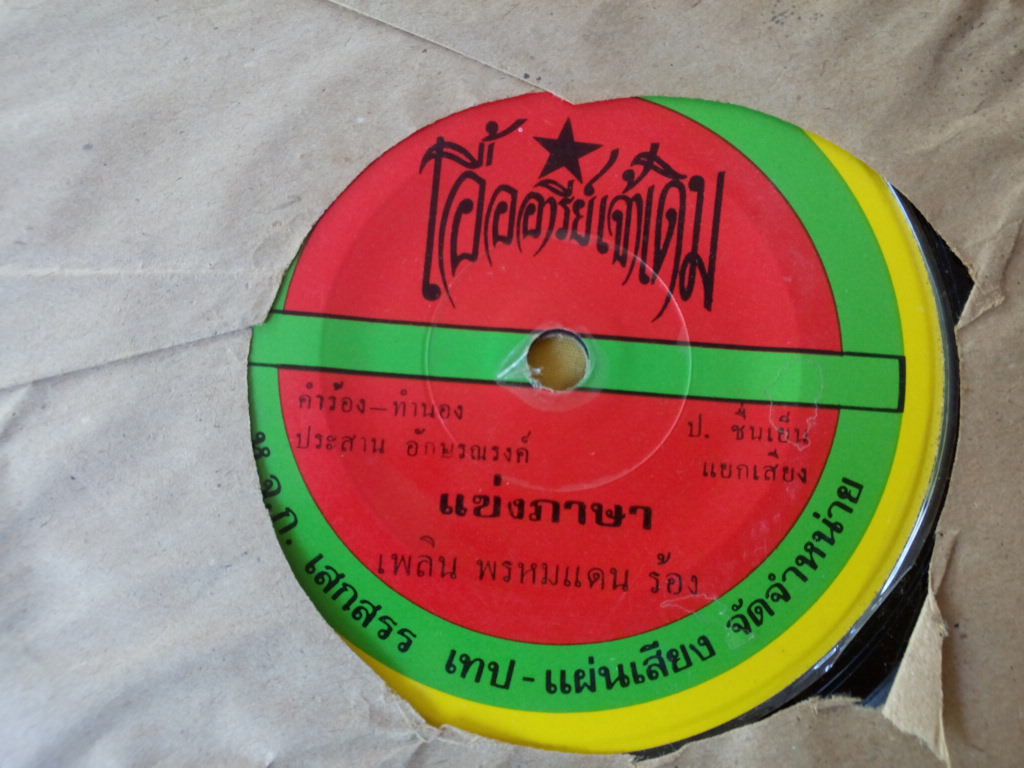 โอื้ออารีย์เจ้าเดิม
คำร้อง - ทำนอง
ประสาน อักษรณรงค์
ป. ชื่นเย็น
แยกเสียง
แข่งภาษา
เพลิน พรหมแดน ร้อง
ห.จ.ก. เสกสรร เทป - แผ่นเสียง จัดจำหน่าย